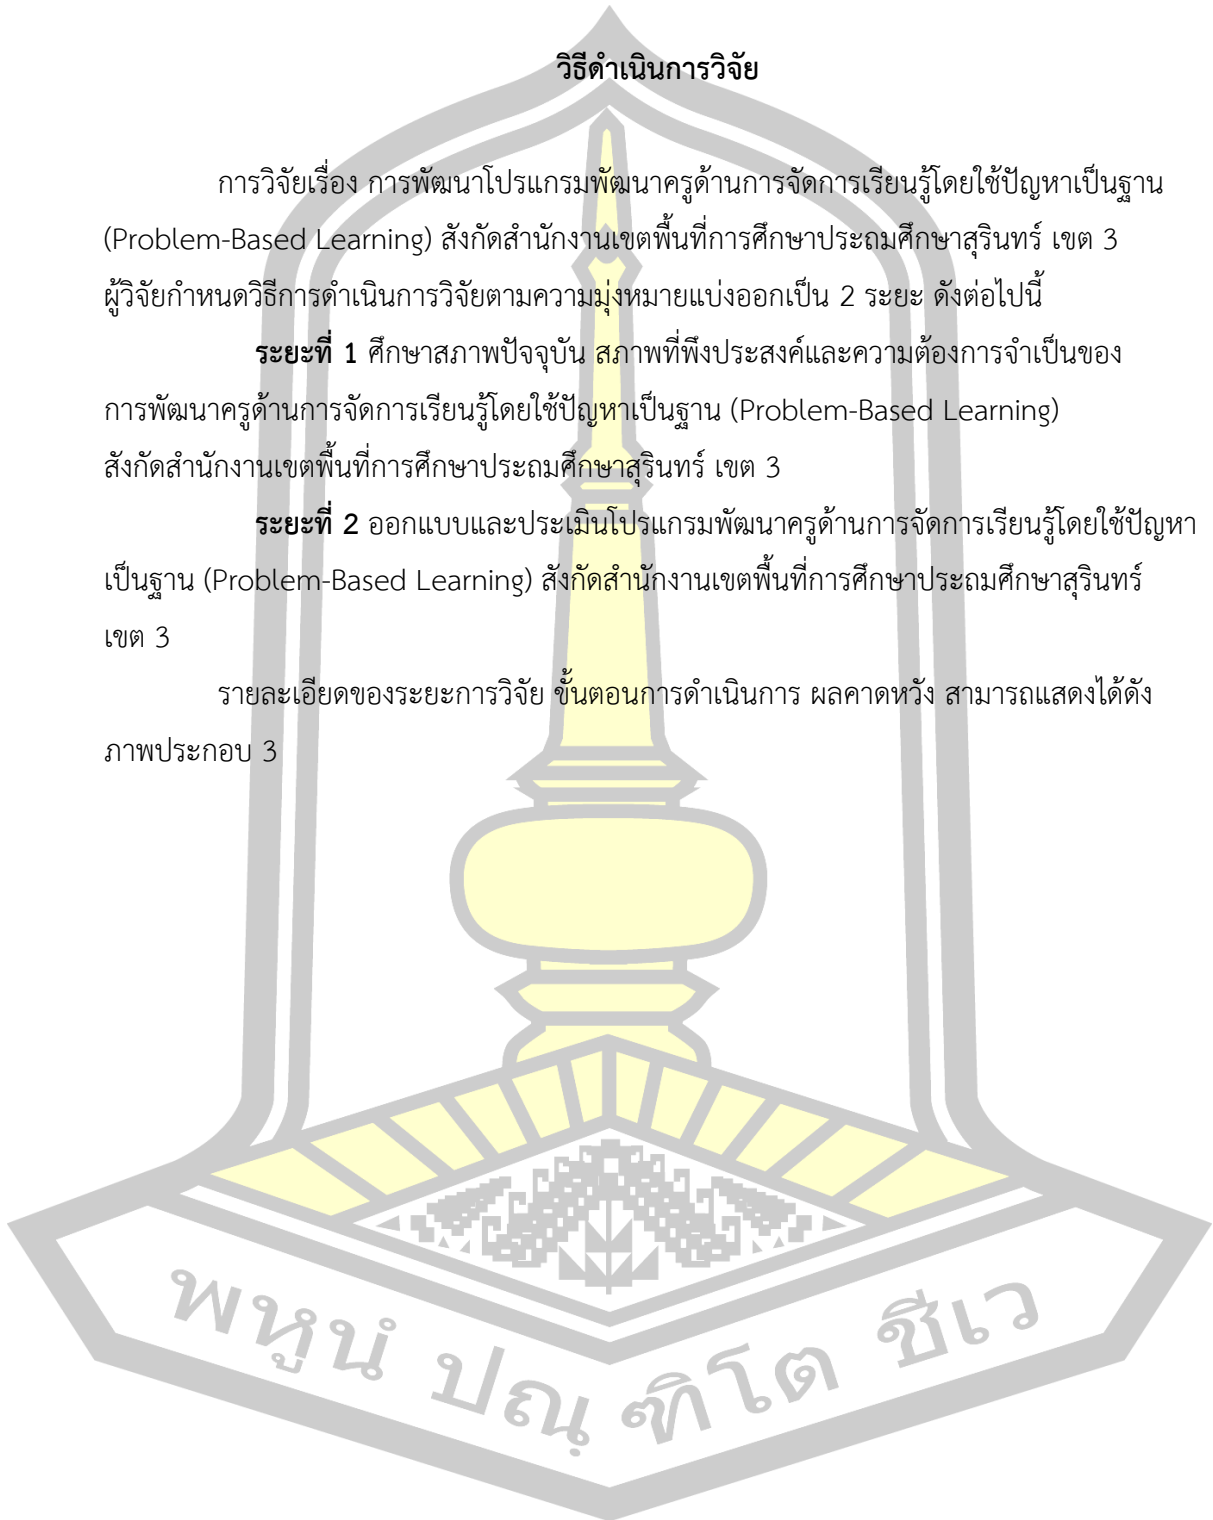 วิธีดำเนินการวิจัย
การวิจัยเรื่อง การพัฒนาโปรแกรมพัฒนาครูด้านการจัดการเรียนรู้โดยใช้ปัญหาเป็นฐาน
(Problem-Based Learning) สังกัดสำนักงานเขตพื้นที่การศึกษาประถมศึกษาสุรินทร์ เขต 3
ผู้วิจัยกำหนดวิธีการดำเนินการวิจัยตามความมุ่งหมายแบ่งออกเป็น 2 ระยะ ดังต่อไปนี้
ระยะที่ 1 ศึกษาสภาพปัจจุบัน สภาพที่พึงประสงค์และความต้องการจำเป็นของ
การพัฒนาครูด้านการจัดการเรียนรู้โดยใช้ปัญหาเป็นฐาน (Problem-Based Learning)
สังกัดสำนักงานเขตพื้นที่การศึกษาประถมศึกษาสุรินทร์ เขต 3
ระยะที่ 2 ออกแบบและประเมินโปรแกรมพัฒนาครูด้านการจัดการเรียนรู้โดยใช้ปัญหา
เป็นฐาน (Problem-Based Learning) สังกัดสำนักงานเขตพื้นที่การศึกษาประถมศึกษาสุรินทร์
เขต 3
รายละเอียดของระยะการวิจัย ขั้นตอนการดำเนินการ ผลคาดหวัง สามารถแสดงได้ดัง
ภาพประกอบ 3
พหูนํ ปณฺ ฑิโต ชีเว